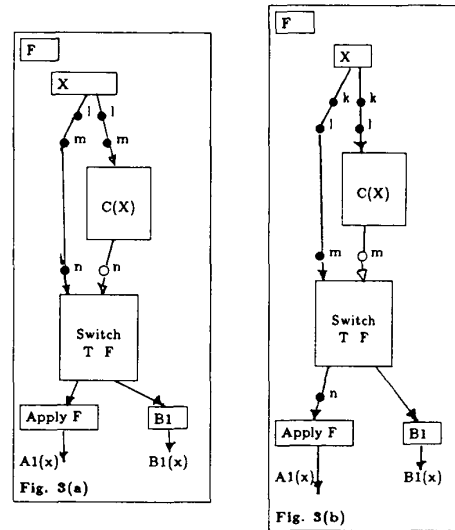 F
X
l l
m m
C(X)
n n
Switch
T F
Apply F
B1
A1(x)
B1(x)
Fig. 3(a)
F
X
k k
l l
C(X)
m m
Switch
T F
n
Apply F
B1
A1(x)
B1(x)
Fig. 3(b)